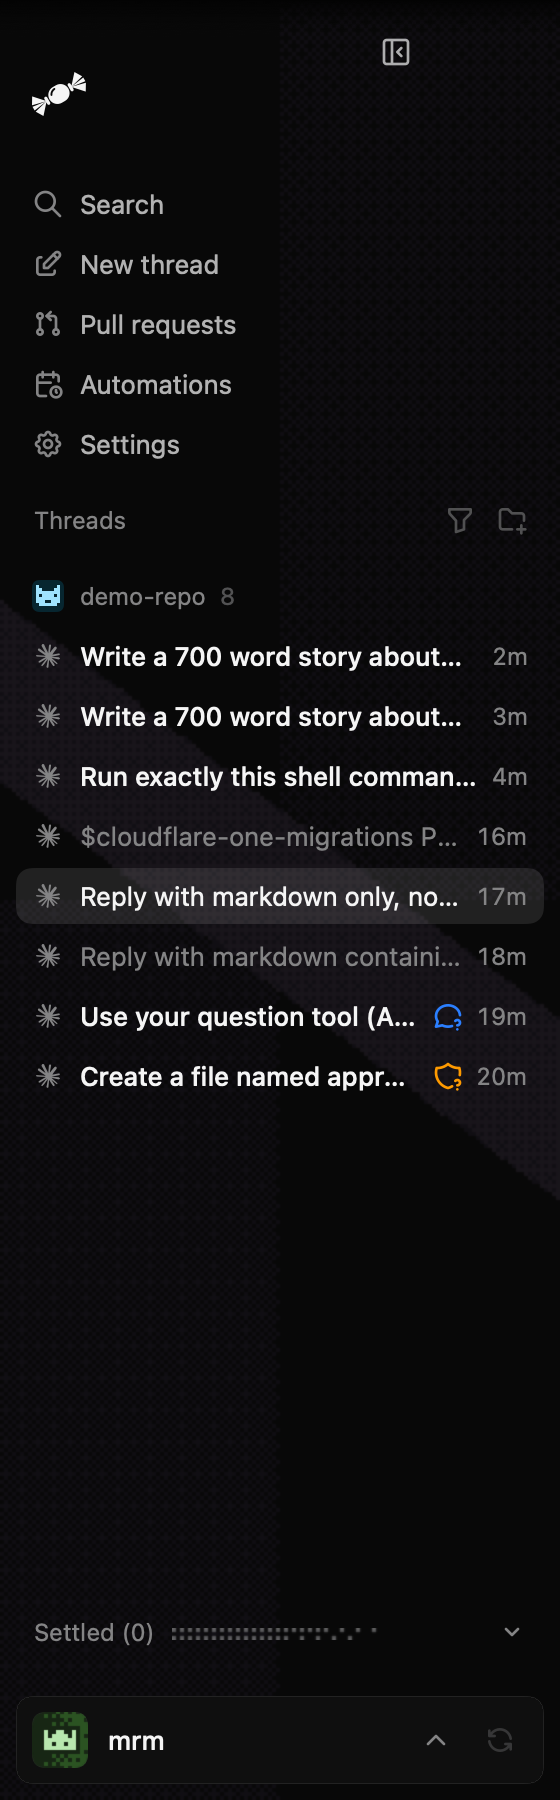 Search
New thread
Pull requests
Automations
Settings
Threads
demo-repo 8
Write a 700 word story about... 2m
Write a 700 word story about... 3m
Run exactly this shell comman... 4m
$cloudflare-one-migrations P... 16m
Reply with markdown only, no... 17m
Reply with markdown containi... 18m
Use your question tool (A... 19m
Create a file named appr... 20m
Settled (0)
mrm